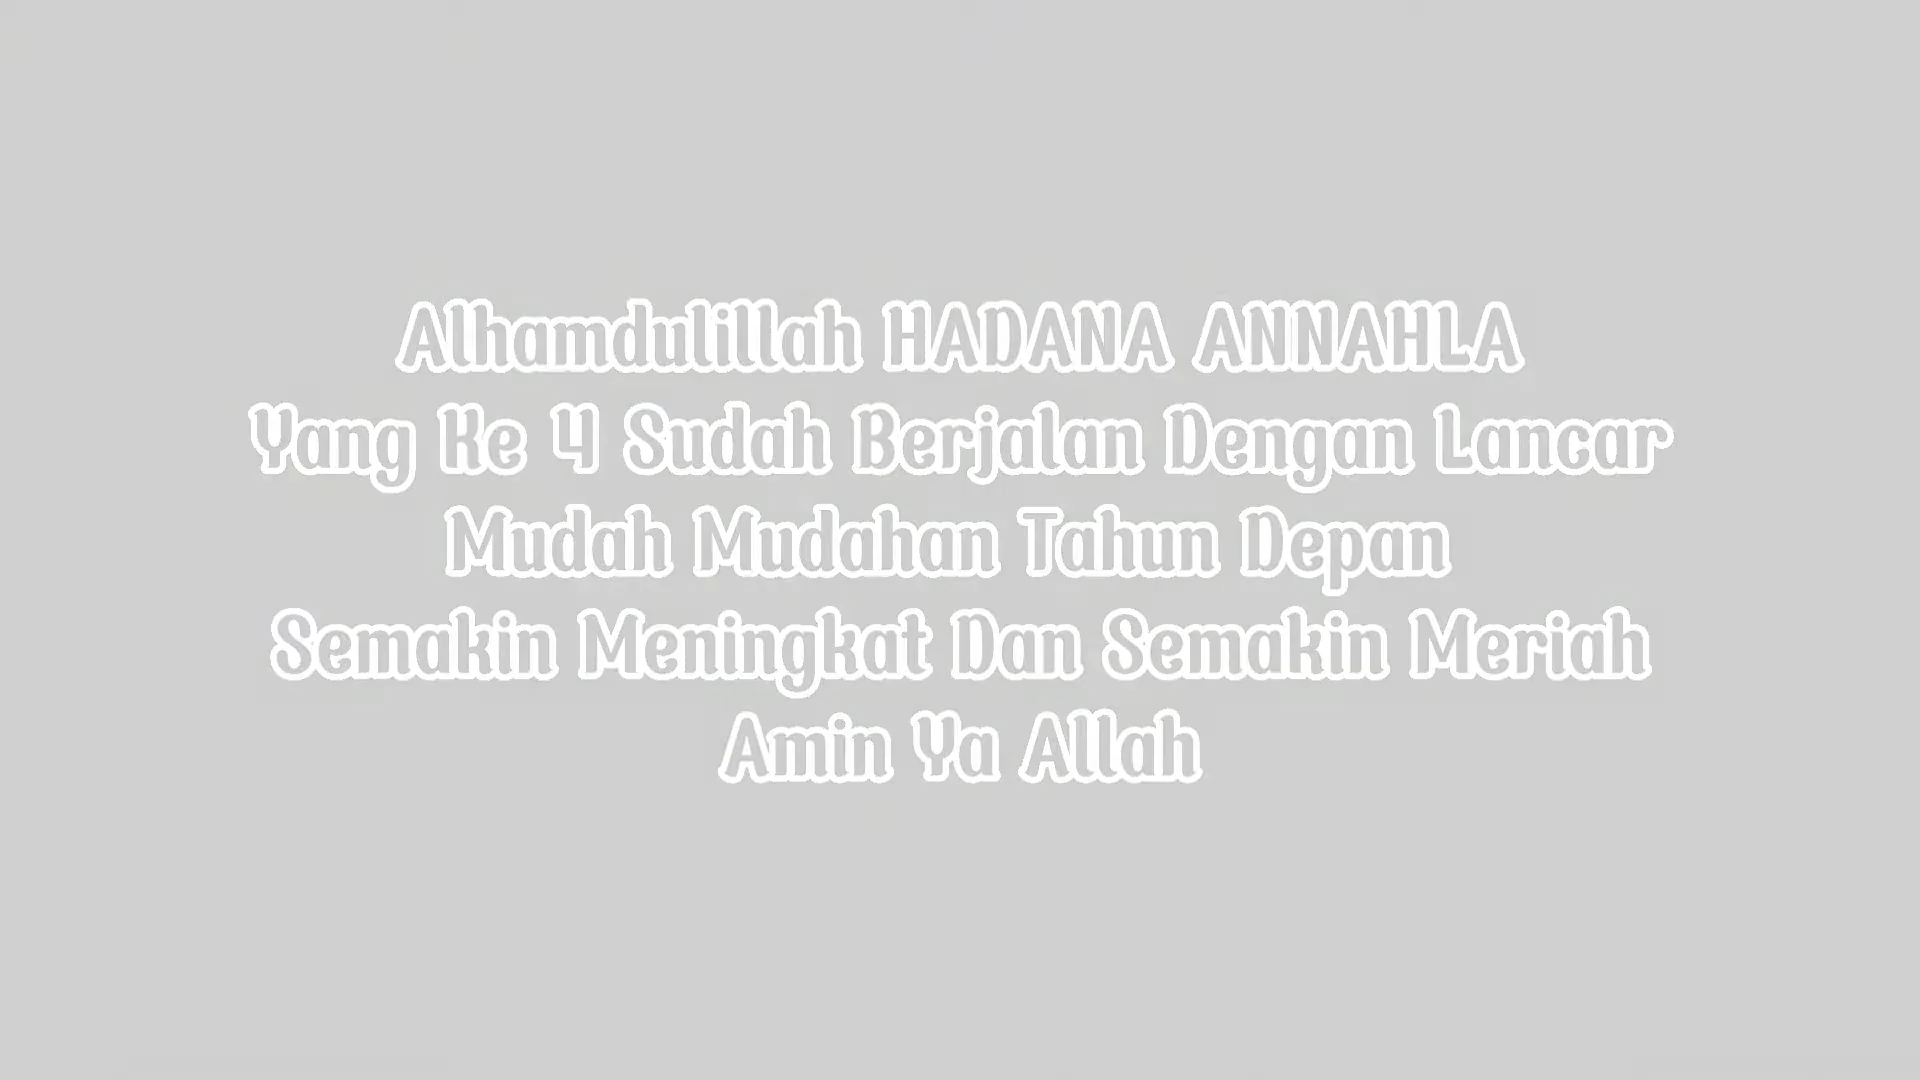 Alhamdulillah HADANA ANNAHLA
Yang Ke 4 Sudah Berjalan Dengan Lancar
Mudah Mudahan Tahun Depan
Semakin Meningkat Dan Semakin Meriah
Amin Ya Allah